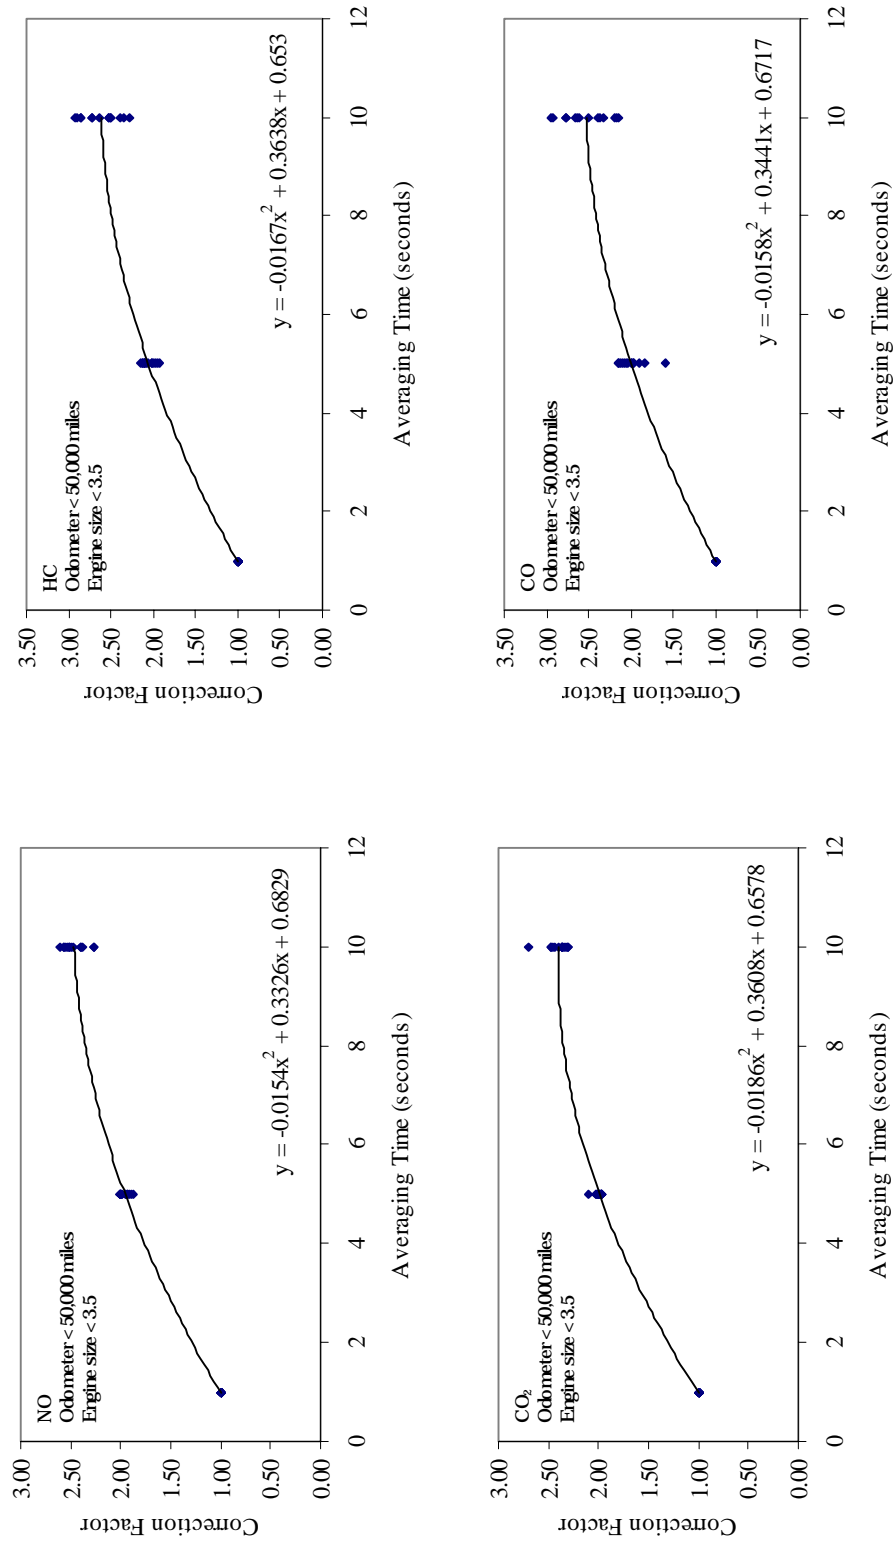 NO
Odometer < 50,000 miles
Engine size < 3.5
3.00
2.50
2.00
1.50
1.00
0.50
0.00
Correction Factor
y = -0.0154x² + 0.3326x + 0.6829
0 2 4 6 8 10 12
Averaging Time (seconds)
HC
Odometer < 50,000 miles
Engine size < 3.5
3.50
3.00
2.50
2.00
1.50
1.00
0.50
0.00
Correction Factor
y = -0.0167x² + 0.3638x + 0.653
0 2 4 6 8 10 12
Averaging Time (seconds)
CO₂
Odometer < 50,000 miles
Engine size < 3.5
3.00
2.50
2.00
1.50
1.00
0.50
0.00
Correction Factor
y = -0.0186x² + 0.3608x + 0.6578
0 2 4 6 8 10 12
Averaging Time (seconds)
CO
Odometer < 50,000 miles
Engine size < 3.5
3.50
3.00
2.50
2.00
1.50
1.00
0.50
0.00
Correction Factor
y = -0.0158x² + 0.3441x + 0.6717
0 2 4 6 8 10 12
Averaging Time (seconds)